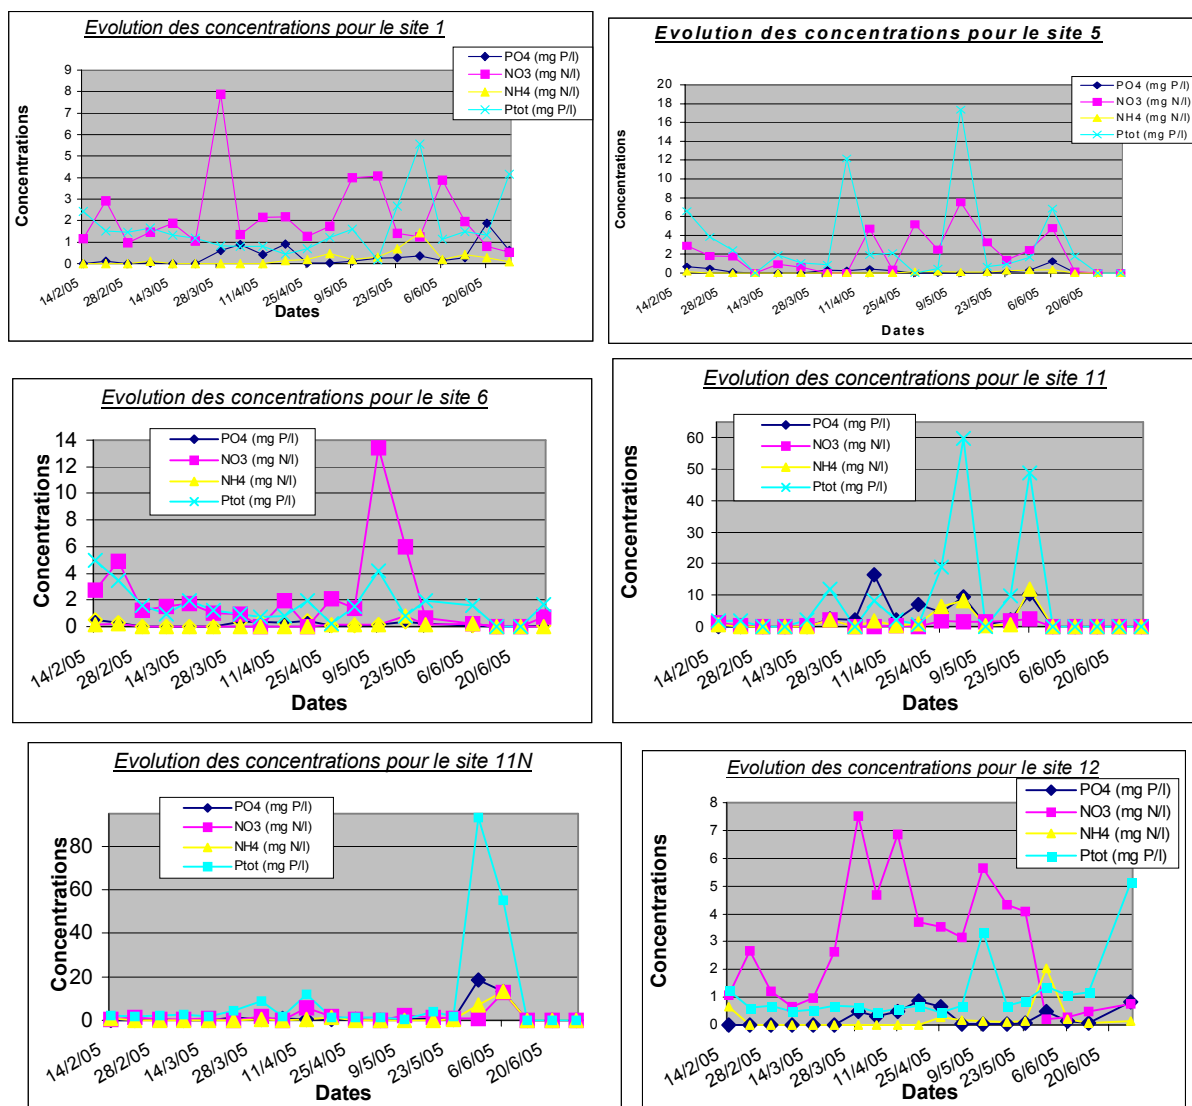 Evolution des concentrations pour le site 1
PO4 (mg P/l)
NO3 (mg N/l)
NH4 (mg N/l)
Ptot (mg P/l)
Concentrations
9
8
7
6
5
4
3
2
1
0
14/2/05
28/2/05
14/3/05
28/3/05
11/4/05
25/4/05
9/5/05
23/5/05
6/6/05
20/6/05
Dates
Evolution des concentrations pour le site 5
PO4 (mg P/l)
NO3 (mg N/l)
NH4 (mg N/l)
Ptot (mg P/l)
Concentrations
20
18
16
14
12
10
8
6
4
2
0
14/2/05
28/2/05
14/3/05
28/3/05
11/4/05
25/4/05
9/5/05
23/5/05
6/6/05
20/6/05
Dates
Evolution des concentrations pour le site 6
PO4 (mg P/l)
NO3 (mg N/l)
NH4 (mg N/l)
Ptot (mg P/l)
Concentrations
14
12
10
8
6
4
2
0
14/2/05
28/2/05
14/3/05
28/3/05
11/4/05
25/4/05
9/5/05
23/5/05
6/6/05
20/6/05
Dates
Evolution des concentrations pour le site 11
PO4 (mg P/l)
NO3 (mg N/l)
NH4 (mg N/l)
Ptot (mg P/l)
Concentrations
60
50
40
30
20
10
0
14/2/05
28/2/05
14/3/05
28/3/05
11/4/05
25/4/05
9/5/05
23/5/05
6/6/05
20/6/05
Dates
Evolution des concentrations pour le site 11N
PO4 (mg P/l)
NO3 (mg N/l)
NH4 (mg N/l)
Ptot (mg P/l)
Concentrations
80
60
40
20
0
14/2/05
28/2/05
14/3/05
28/3/05
11/4/05
25/4/05
9/5/05
23/5/05
6/6/05
20/6/05
Dates
Evolution des concentrations pour le site 12
PO4 (mg P/l)
NO3 (mg N/l)
NH4 (mg N/l)
Ptot (mg P/l)
Concentrations
8
7
6
5
4
3
2
1
0
14/2/05
28/2/05
14/3/05
28/3/05
11/4/05
25/4/05
9/5/05
23/5/05
6/6/05
20/6/05
Dates